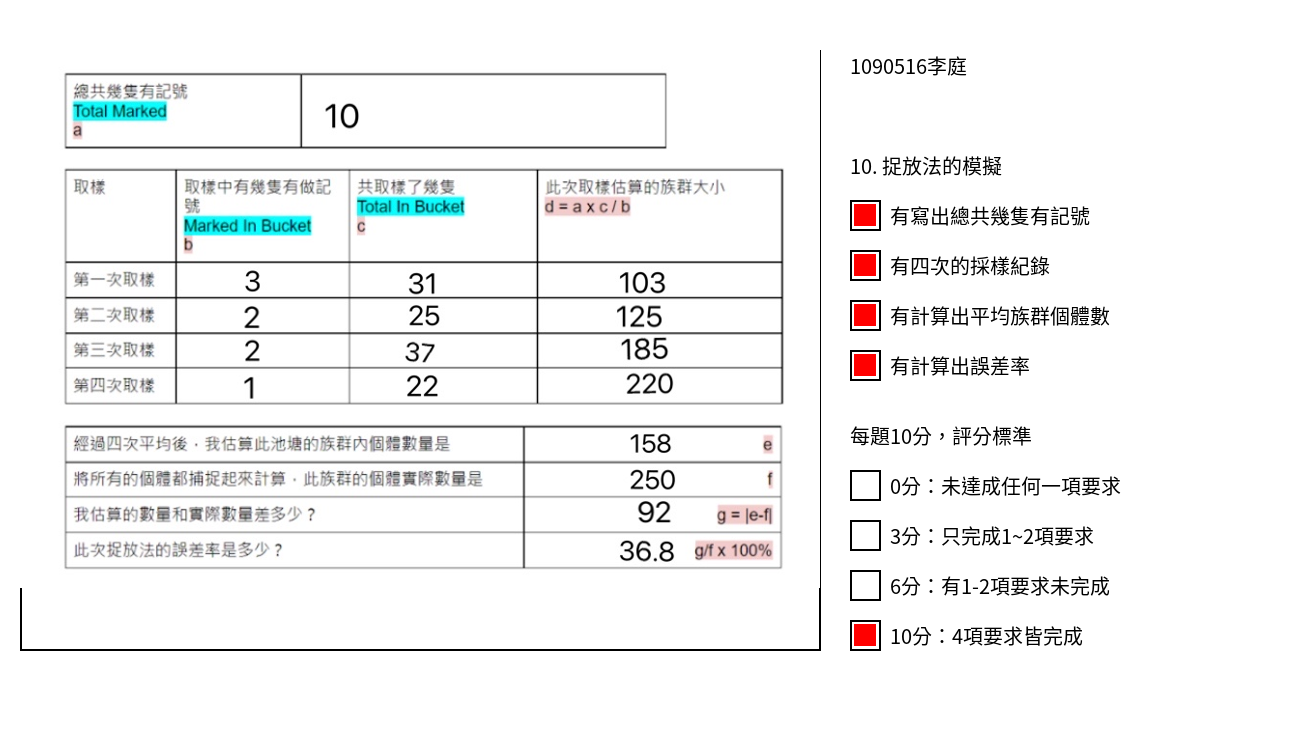 總共幾隻有記號
Total Marked
a
10
取樣
取樣中有幾隻有做記
號
Marked In Bucket
b
共取樣了幾隻
Total In Bucket
c
此次取樣估算的族群大小
d = a x c / b
第一次取樣 3 31 103
第二次取樣 2 25 125
第三次取樣 2 37 185
第四次取樣 1 22 220
經過四次平均後，我估算此池塘的族群內個體數量是 158 e
將所有的個體都捕捉起來計算，此族群的個體實際數量是 250 f
我估算的數量和實際數量差多少？ 92 g = |e-f|
此次捉放法的誤差率是多少？ 36.8 g/f x 100%
1090516李庭
10. 捉放法的模擬
有寫出總共幾隻有記號
有四次的採樣紀錄
有計算出平均族群個體數
有計算出誤差率
每題10分，評分標準
0分：未達成任何一項要求
3分：只完成1~2項要求
6分：有1-2項要求未完成
10分：4項要求皆完成